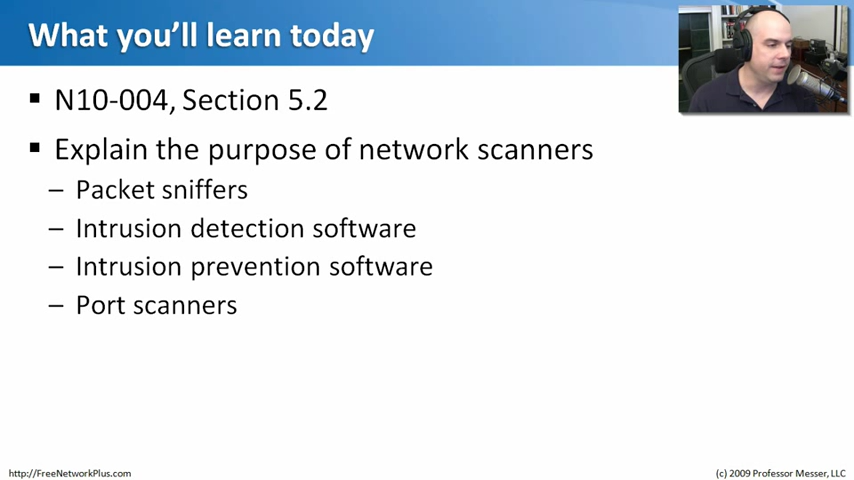 What you'll learn today
▪ N10-004, Section 5.2
▪ Explain the purpose of network scanners
– Packet sniffers
– Intrusion detection software
– Intrusion prevention software
– Port scanners
http://FreeNetworkPlus.com
(c) 2009 Professor Messer, LLC